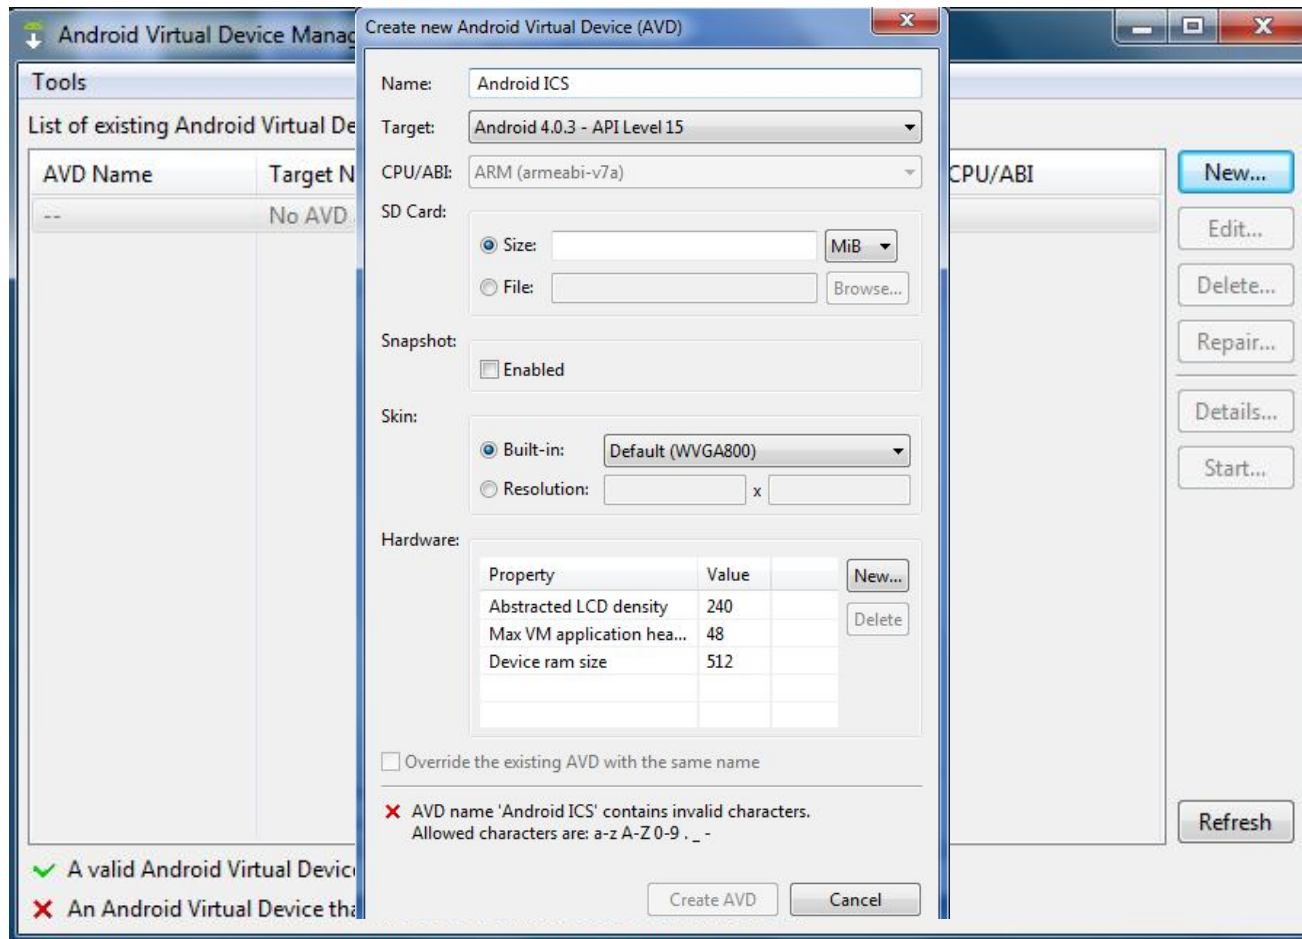 Android Virtual Device Manag
Create new Android Virtual Device (AVD)
Tools
List of existing Android Virtual De
AVD Name Target N CPU/ABI
-- No AVD
New...
Edit...
Delete...
Repair...
Details...
Start...
Refresh
Name: Android ICS
Target: Android 4.0.3 - API Level 15
CPU/ABI: ARM (armeabi-v7a)
SD Card:
Size: MiB
File: Browse...
Snapshot:
Enabled
Skin:
Built-in: Default (WVGA800)
Resolution: x
Hardware:
Property Value New...
Abstracted LCD density 240 Delete
Max VM application hea... 48
Device ram size 512
Override the existing AVD with the same name
AVD name 'Android ICS' contains invalid characters.
Allowed characters are: a-z A-Z 0-9 . _ -
Create AVD Cancel
A valid Android Virtual Devic
An Android Virtual Device tha